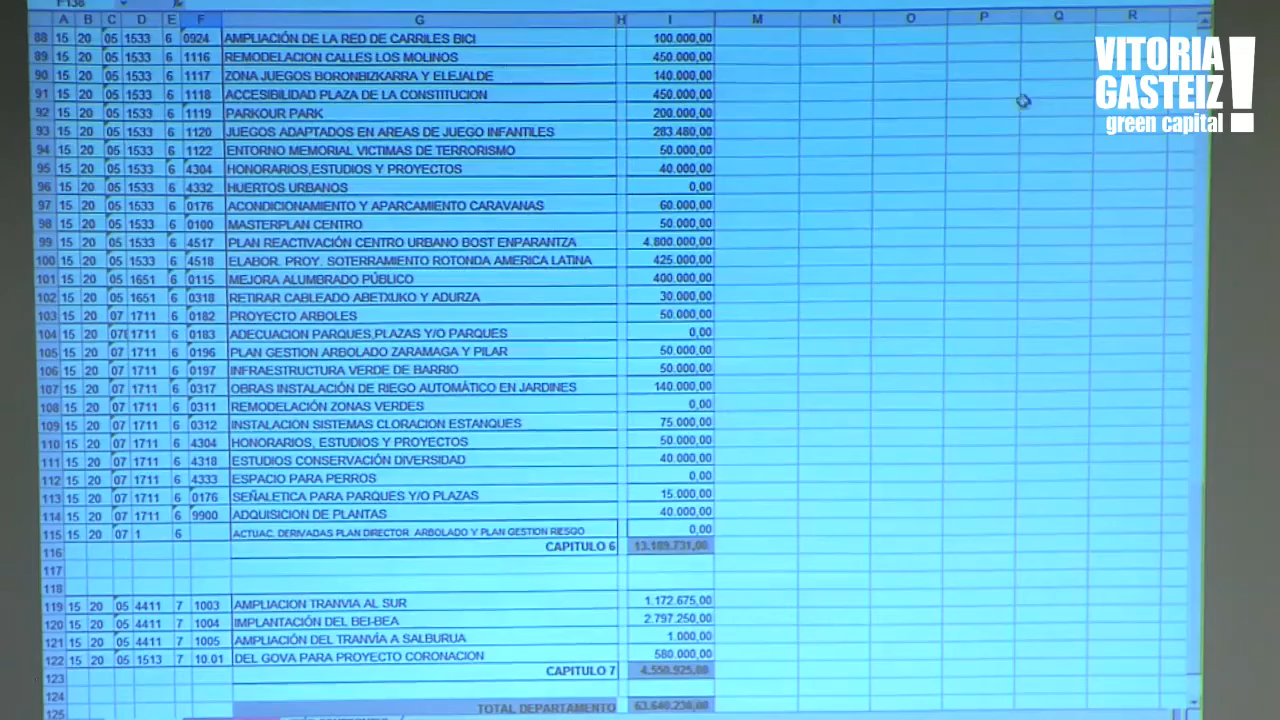 F138
A B C D E F G H I M N O P Q R
88 15 20 05 1533 6 0924 AMPLIACIÓN DE LA RED DE CARRILES BICI 100.000,00
89 15 20 05 1533 6 1116 REMODELACION CALLES LOS MOLINOS 450.000,00
90 15 20 05 1533 6 1117 ZONA JUEGOS BORONBIZKARRA Y ELEJALDE 140.000,00
91 15 20 05 1533 6 1118 ACCESIBILIDAD PLAZA DE LA CONSTITUCION 450.000,00
92 15 20 05 1533 6 1119 PARKOUR PARK 200.000,00
93 15 20 05 1533 6 1120 JUEGOS ADAPTADOS EN AREAS DE JUEGO INFANTILES 283.480,00
94 15 20 05 1533 6 1122 ENTORNO MEMORIAL VICTIMAS DE TERRORISMO 50.000,00
95 15 20 05 1533 6 4304 HONORARIOS,ESTUDIOS Y PROYECTOS 40.000,00
96 15 20 05 1533 6 4332 HUERTOS URBANOS 0,00
97 15 20 05 1533 6 0176 ACONDICIONAMIENTO Y APARCAMIENTO CARAVANAS 60.000,00
98 15 20 05 1533 6 0100 MASTERPLAN CENTRO 50.000,00
99 15 20 05 1533 6 4517 PLAN REACTIVACIÓN CENTRO URBANO BOST ENPARANTZA 4.800.000,00
100 15 20 05 1533 6 4518 ELABOR. PROY. SOTERRAMIENTO ROTONDA AMERICA LATINA 425.000,00
101 15 20 05 1651 6 0115 MEJORA ALUMBRADO PÚBLICO 400.000,00
102 15 20 05 1651 6 0318 RETIRAR CABLEADO ABETXUKO Y ADURZA 30.000,00
103 15 20 07 1711 6 0182 PROYECTO ARBOLES 50.000,00
104 15 20 07 1711 6 0183 ADECUACION PARQUES,PLAZAS Y/O PARQUES 0,00
105 15 20 07 1711 6 0196 PLAN GESTION ARBOLADO ZARAMAGA Y PILAR 50.000,00
106 15 20 07 1711 6 0197 INFRAESTRUCTURA VERDE DE BARRIO 50.000,00
107 15 20 07 1711 6 0317 OBRAS INSTALACIÓN DE RIEGO AUTOMÁTICO EN JARDINES 140.000,00
108 15 20 07 1711 6 0311 REMODELACIÓN ZONAS VERDES 0,00
109 15 20 07 1711 6 0312 INSTALACION SISTEMAS CLORACION ESTANQUES 75.000,00
110 15 20 07 1711 6 4304 HONORARIOS, ESTUDIOS Y PROYECTOS 50.000,00
111 15 20 07 1711 6 4318 ESTUDIOS CONSERVACIÓN DIVERSIDAD 40.000,00
112 15 20 07 1711 6 4333 ESPACIO PARA PERROS 0,00
113 15 20 07 1711 6 0176 SEÑALETICA PARA PARQUES Y/O PLAZAS 15.000,00
114 15 20 07 1711 6 9900 ADQUISICION DE PLANTAS 40.000,00
115 15 20 07 1 6 ACTUAC. DERIVADAS PLAN DIRECTOR ARBOLADO Y PLAN GESTION RIESGO 0,00
116 CAPITULO 6 13.189.731,00
117
118
119 15 20 05 4411 7 1003 AMPLIACION TRANVIA AL SUR 1.172.675,00
120 15 20 05 4411 7 1004 IMPLANTACIÓN DEL BEI-BEA 2.797.250,00
121 15 20 05 4411 7 1005 AMPLIACIÓN DEL TRANVÍA A SALBURUA 1.000,00
122 15 20 05 1513 7 10.01 DEL GOVA PARA PROYECTO CORONACION 580.000,00
123 CAPITULO 7 4.550.925,00
124
125 TOTAL DEPARTAMENTO 63.640.230,00
VITORIA
GASTEIZ!
green capital